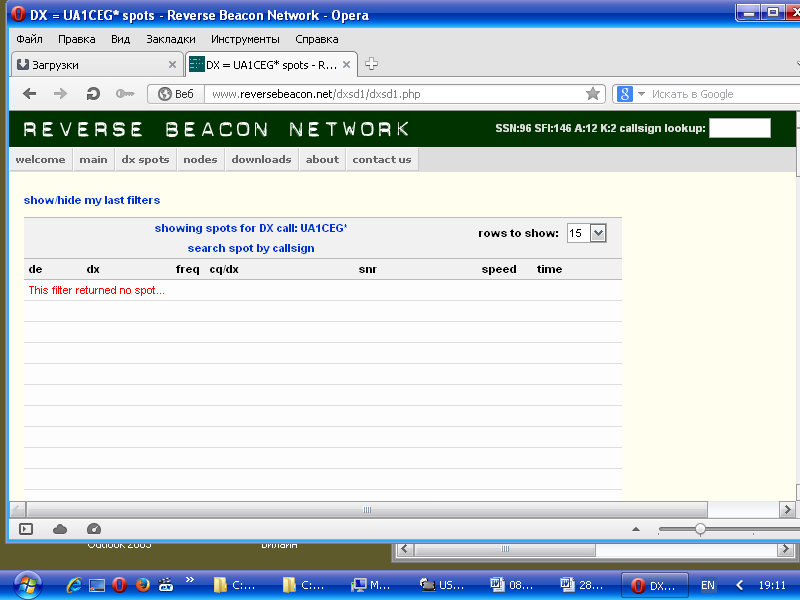 DX = UA1CEG* spots - Reverse Beacon Network - Opera
Файл Правка Вид Закладки Инструменты Справка
Загрузки DX = UA1CEG* spots - R...
Веб www.reversebeacon.net/dxsd1/dxsd1.php 8 Искать в Google
REVERSE BEACON NETWORK SSN:96 SFI:146 A:12 K:2 callsign lookup:
welcome main dx spots nodes downloads about contact us
show/hide my last filters
showing spots for DX call: UA1CEG*
rows to show: 15
search spot by callsign
de dx freq cq/dx snr speed time
This filter returned no spot...
Outlook 2003 Билайн
C:... C:... M... US... 08... 28... DX... EN 19:11